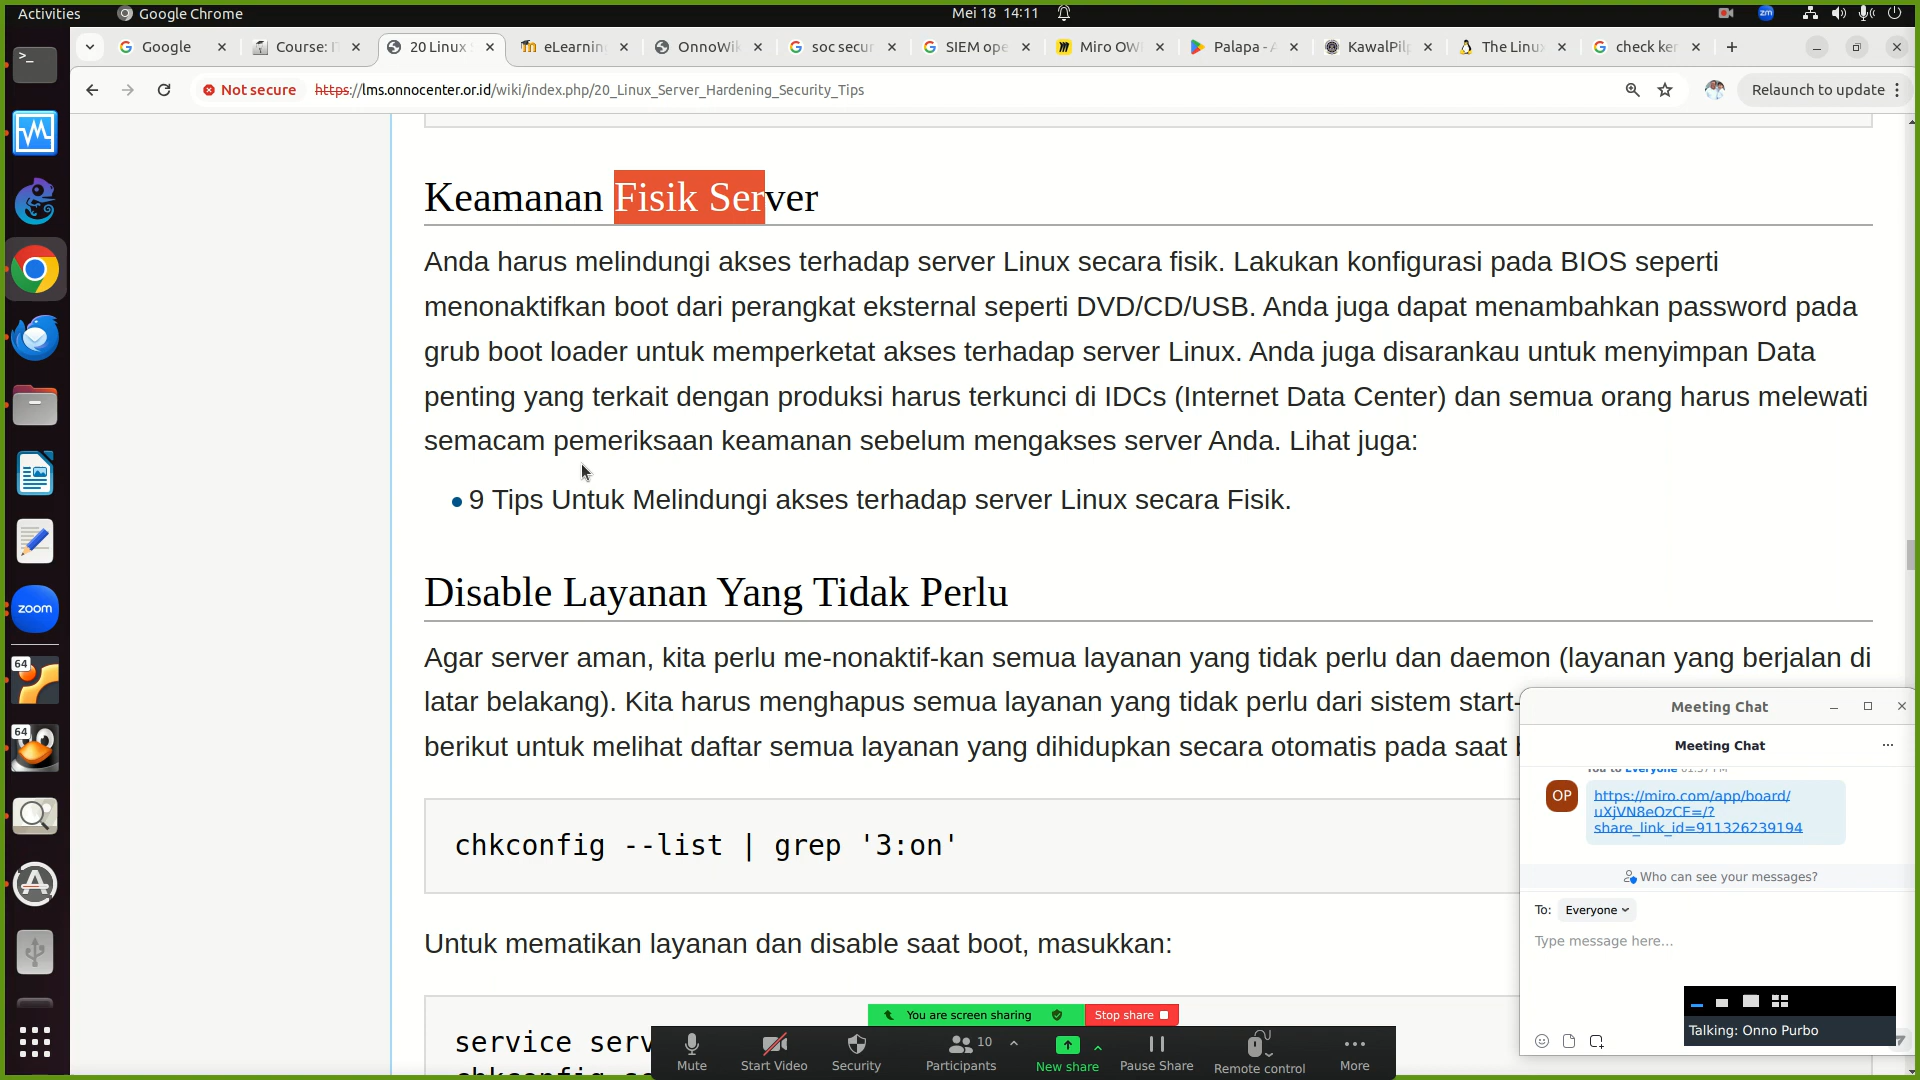 Activities
Google Chrome
Mei 18 14:11
zm
Google
Course: I
20 Linux
eLearnin
OnnoWi
soc secur
SIEM ope
Miro OW
Palapa -
KawalPil
The Linu
check ke
Not secure
https://lms.onnocenter.or.id/wiki/index.php/20_Linux_Server_Hardening_Security_Tips
Relaunch to update
Keamanan Fisik Server
Anda harus melindungi akses terhadap server Linux secara fisik. Lakukan konfigurasi pada BIOS seperti
menonaktifkan boot dari perangkat eksternal seperti DVD/CD/USB. Anda juga dapat menambahkan password pada
grub boot loader untuk memperketat akses terhadap server Linux. Anda juga disarankau untuk menyimpan Data
penting yang terkait dengan produksi harus terkunci di IDCs (Internet Data Center) dan semua orang harus melewati
semacam pemeriksaan keamanan sebelum mengakses server Anda. Lihat juga:
9 Tips Untuk Melindungi akses terhadap server Linux secara Fisik.
Disable Layanan Yang Tidak Perlu
Agar server aman, kita perlu me-nonaktif-kan semua layanan yang tidak perlu dan daemon (layanan yang berjalan di
latar belakang). Kita harus menghapus semua layanan yang tidak perlu dari sistem start-
berikut untuk melihat daftar semua layanan yang dihidupkan secara otomatis pada saat
chkconfig --list | grep '3:on'
Untuk mematikan layanan dan disable saat boot, masukkan:
service serv
zoom
64
64
Meeting Chat
Meeting Chat
You to Everyone 01:57 PM
OP
https://miro.com/app/board/
uXjVN8eOzCE=/?
share_link_id=911326239194
Who can see your messages?
To: Everyone
Type message here...
Talking: Onno Purbo
You are screen sharing
Stop share
Mute
Start Video
Security
Participants
10
New share
Pause Share
Remote control
More